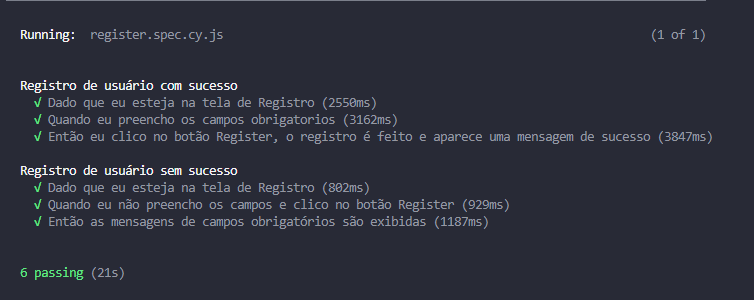 Running:  register.spec.cy.js (1 of 1)
Registro de usuário com sucesso
√ Dado que eu esteja na tela de Registro (2550ms)
√ Quando eu preencho os campos obrigatorios (3162ms)
√ Então eu clico no botão Register, o registro é feito e aparece uma mensagem de sucesso (3847ms)
Registro de usuário sem sucesso
√ Dado que eu esteja na tela de Registro (802ms)
√ Quando eu não preencho os campos e clico no botão Register (929ms)
√ Então as mensagens de campos obrigatórios são exibidas (1187ms)
6 passing (21s)